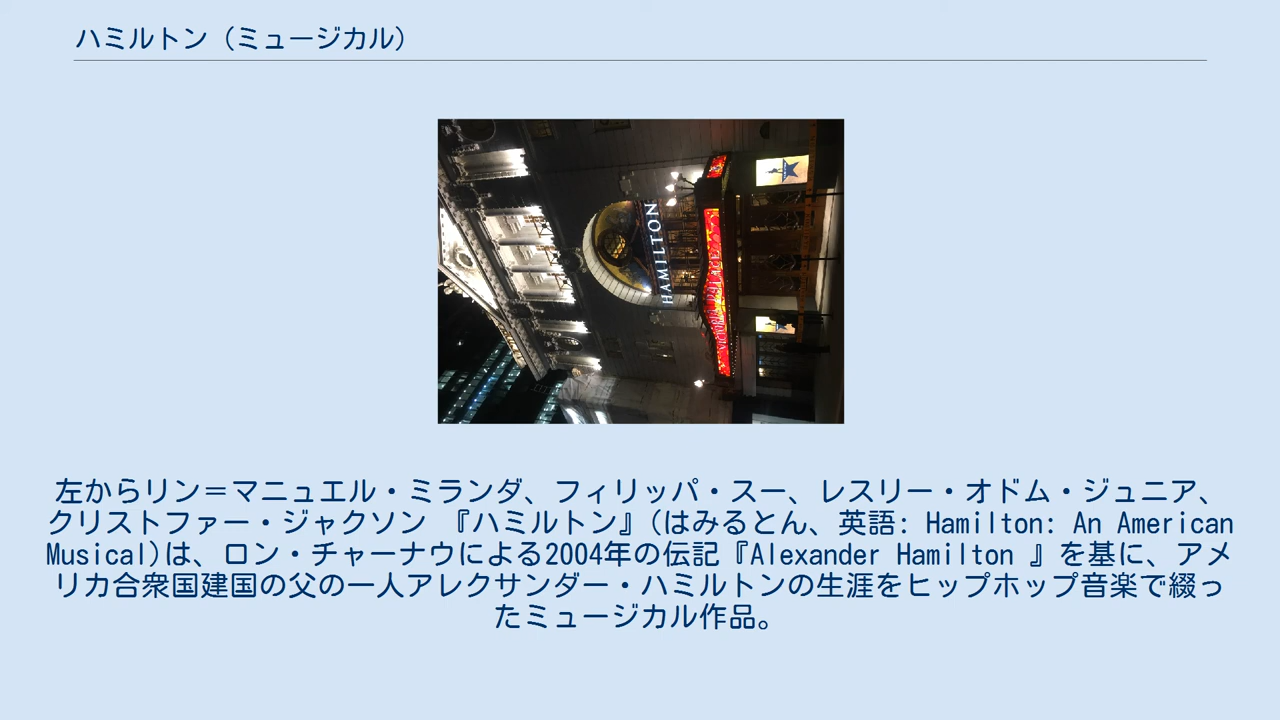 ハミルトン（ミュージカル）
HAMILTON
VICTORIA PALACE
左からリン＝マニュエル・ミランダ、フィリッパ・スー、レスリー・オドム・ジュニア、
クリストファー・ジャクソン 『ハミルトン』(はみるとん、英語: Hamilton: An American
Musical)は、ロン・チャーナウによる2004年の伝記『Alexander Hamilton 』を基に、アメ
リカ合衆国建国の父の一人アレクサンダー・ハミルトンの生涯をヒップホップ音楽で綴っ
たミュージカル作品。